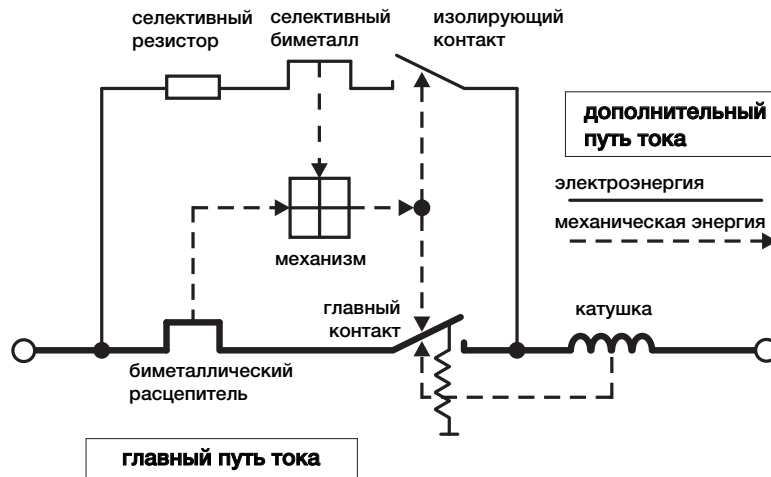 селективный
резистор
селективный
биметалл
изолирующий
контакт
дополнительный
путь тока
электроэнергия
механическая энергия
механизм
главный
контакт
катушка
биметаллический
расцепитель
главный путь тока